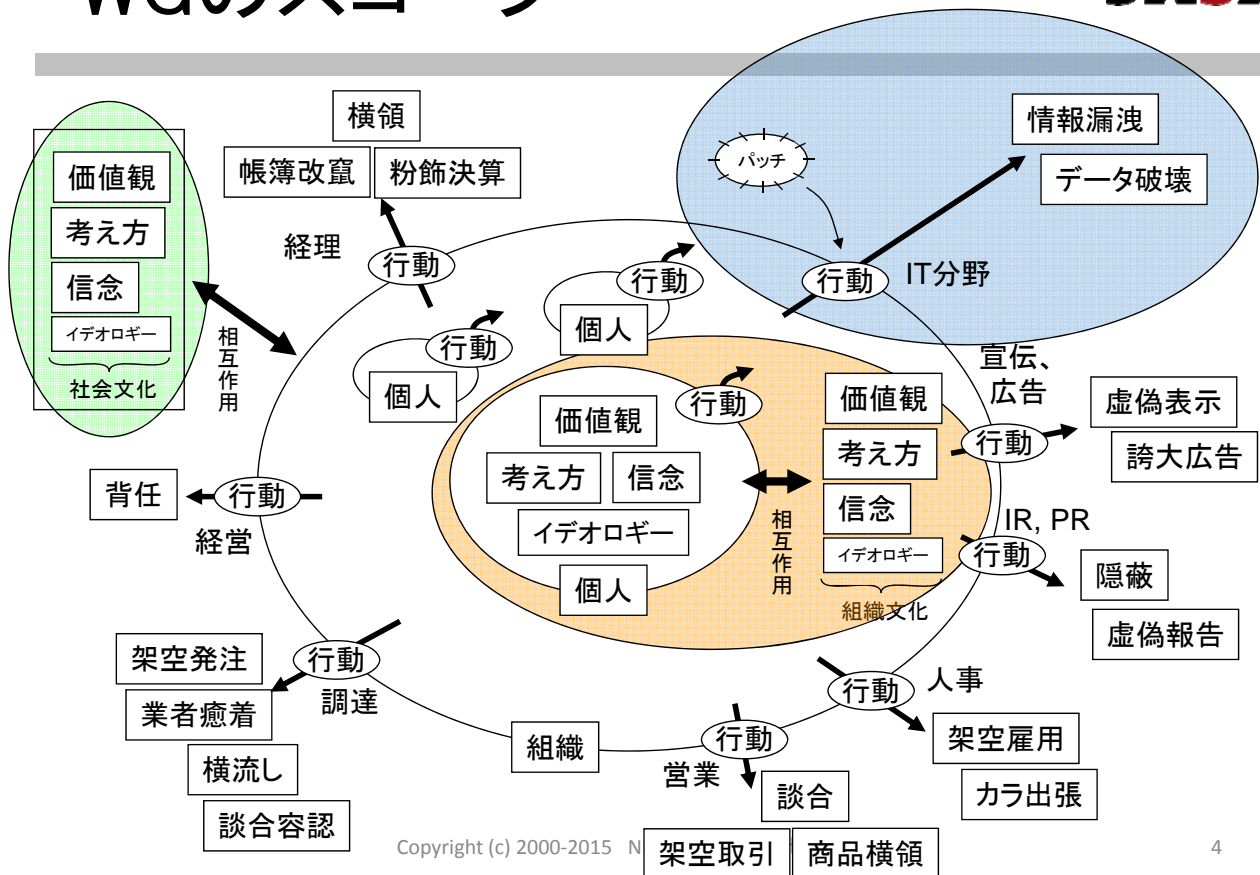 WGのスコープ
横領
帳簿改竄
粉飾決算
経理
行動
価値観
考え方
信念
イデオロギー
社会文化
相互作用
パッチ
情報漏洩
データ破壊
行動
IT分野
行動
個人
行動
個人
行動
価値観
考え方
信念
イデオロギー
個人
相互作用
価値観
考え方
信念
イデオロギー
組織文化
宣伝、
広告
行動
虚偽表示
誇大広告
IR, PR
行動
隠蔽
虚偽報告
背任
行動
経営
架空発注
行動
調達
業者癒着
横流し
談合容認
組織
行動
営業
談合
架空取引
商品横領
行動
人事
架空雇用
カラ出張
Copyright (c) 2000-2015 N
4